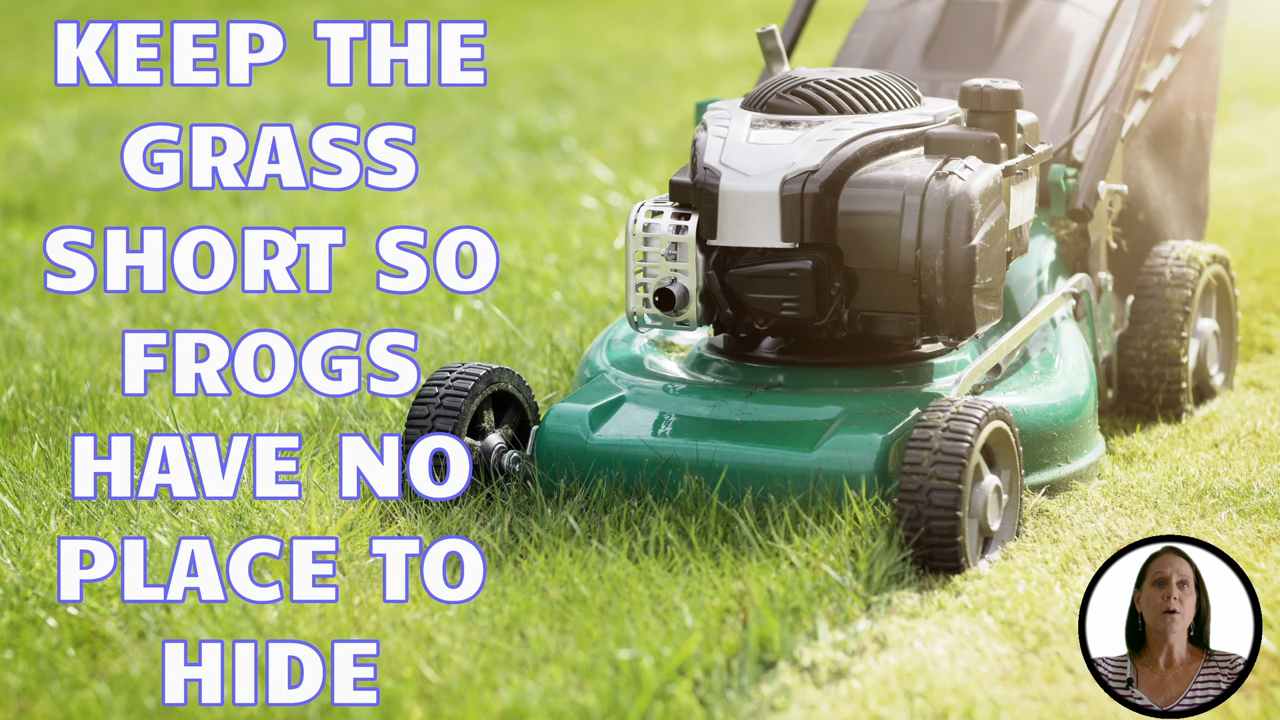 KEEP THE
GRASS
SHORT SO
FROGS
HAVE NO
PLACE TO
HIDE